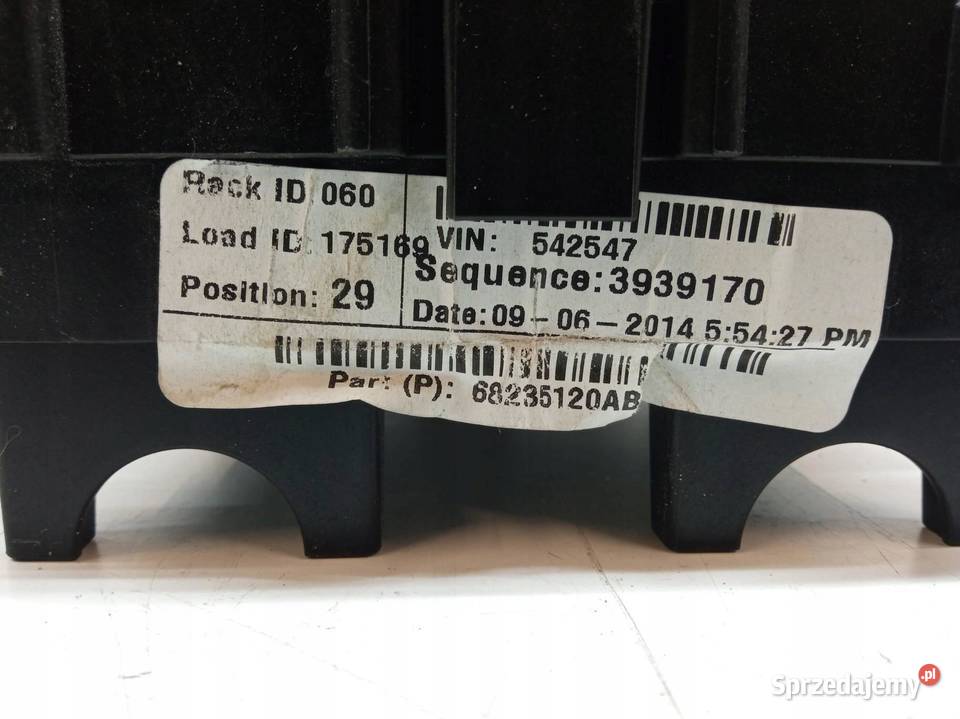 Rack ID: 060
Load ID: 175169
Position: 29
VIN: 542547
Sequence: 3939170
Date: 09-06-2014 5:54:27 PM
Part (P): 68235120AB
Sprzedajemy.pl